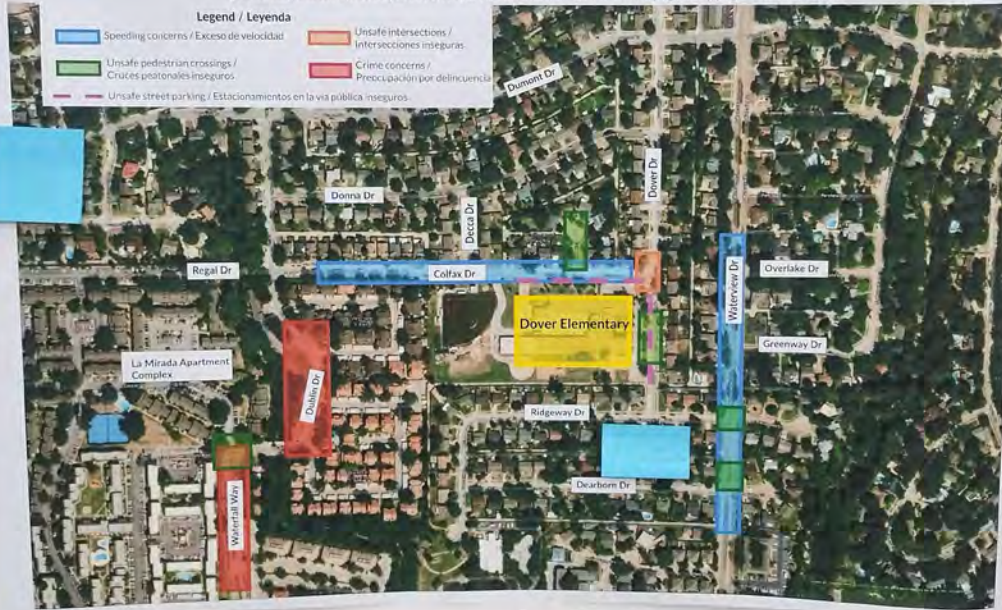 Legend / Leyenda
Speeding concerns / Exceso de velocidad
Unsafe intersections /
Intersecciones inseguras
Unsafe pedestrian crossings /
Cruces peatonales inseguros
Crime concerns /
Preocupación por delincuencia
Unsafe street parking / Estacionamientos en la vía pública inseguros
Dumont Dr
Dover Dr
Donna Dr
Decca Dr
Regal Dr
Colfax Dr
Waterview Dr
Overlake Dr
Dover Elementary
Greenway Dr
La Mirada Apartment
Complex
Dublin Dr
Ridgeway Dr
Dearborn Dr
Waterfall Way